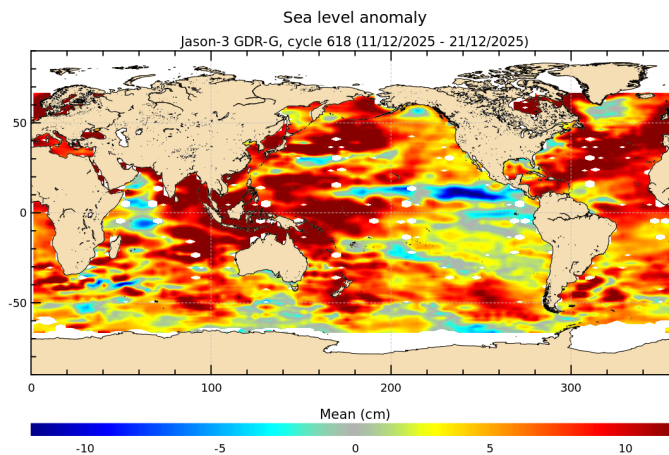 Sea level anomaly
Jason-3 GDR-G, cycle 618 (11/12/2025 - 21/12/2025)
50
0
-50
0 100 200 300
Mean (cm)
-10 -5 0 5 10